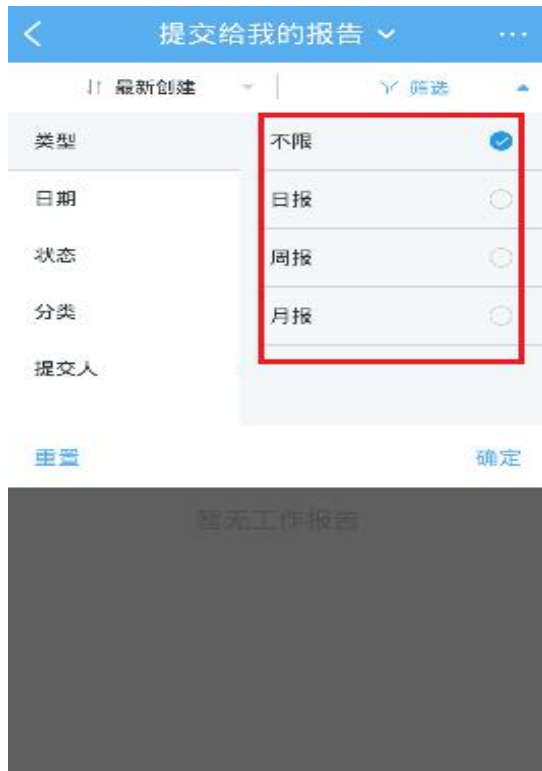 提交给我的报告
最新创建 筛选
类型 不限
日期 日报
状态 周报
分类 月报
提交人
重置 确定
暂无工作报告